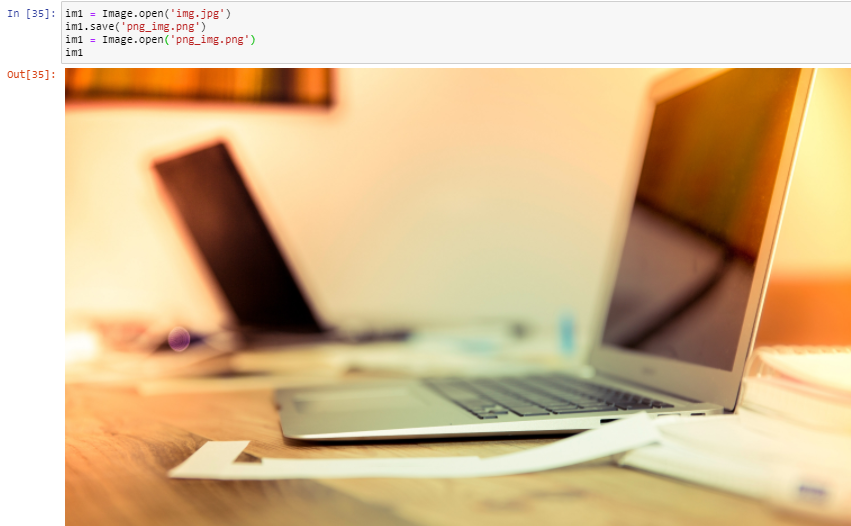 In [35]: im1 = Image.open('img.jpg')
im1.save('png_img.png')
im1 = Image.open('png_img.png')
im1
Out[35]: